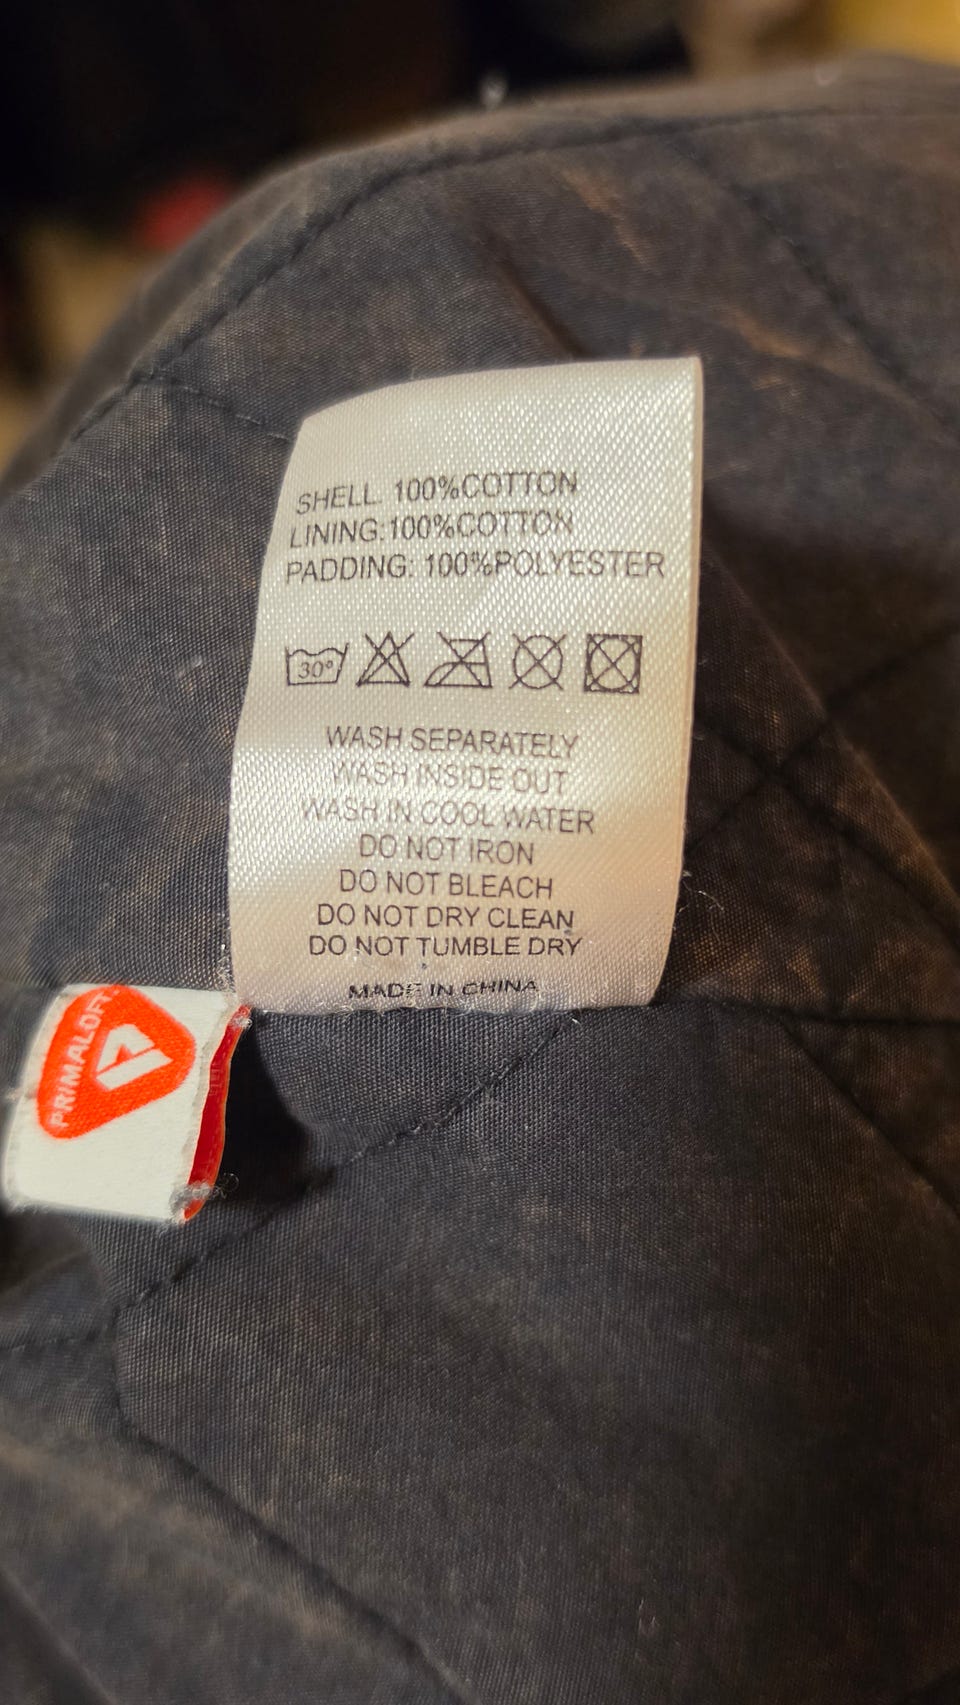 SHELL: 100%COTTON
LINING:100%COTTON
PADDING: 100%POLYESTER
30°
WASH SEPARATELY
WASH INSIDE OUT
WASH IN COOL WATER
DO NOT IRON
DO NOT BLEACH
DO NOT DRY CLEAN
DO NOT TUMBLE DRY
MADE IN CHINA
PRIMALOFT